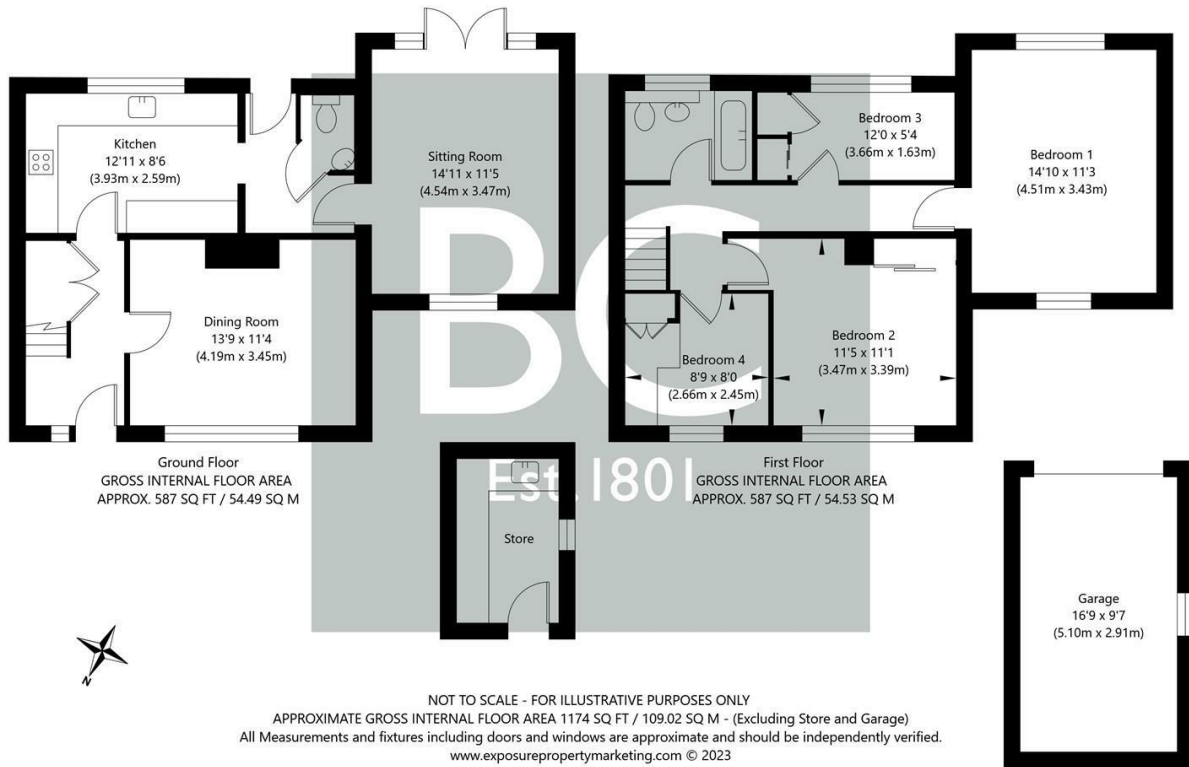 Kitchen
12'11 x 8'6
(3.93m x 2.59m)
Sitting Room
14'11 x 11'5
(4.54m x 3.47m)
Dining Room
13'9 x 11'4
(4.19m x 3.45m)
Bedroom 3
12'0 x 5'4
(3.66m x 1.63m)
Bedroom 1
14'10 x 11'3
(4.51m x 3.43m)
Bedroom 2
11'5 x 11'1
(3.47m x 3.39m)
Bedroom 4
8'9 x 8'0
(2.66m x 2.45m)
BC
Est.1801
Ground Floor
GROSS INTERNAL FLOOR AREA
APPROX. 587 SQ FT / 54.49 SQ M
First Floor
GROSS INTERNAL FLOOR AREA
APPROX. 587 SQ FT / 54.53 SQ M
Store
Garage
16'9 x 9'7
(5.10m x 2.91m)
N
NOT TO SCALE - FOR ILLUSTRATIVE PURPOSES ONLY
APPROXIMATE GROSS INTERNAL FLOOR AREA 1174 SQ FT / 109.02 SQ M - (Excluding Store and Garage)
All Measurements and fixtures including doors and windows are approximate and should be independently verified.
www.exposurepropertymarketing.com © 2023